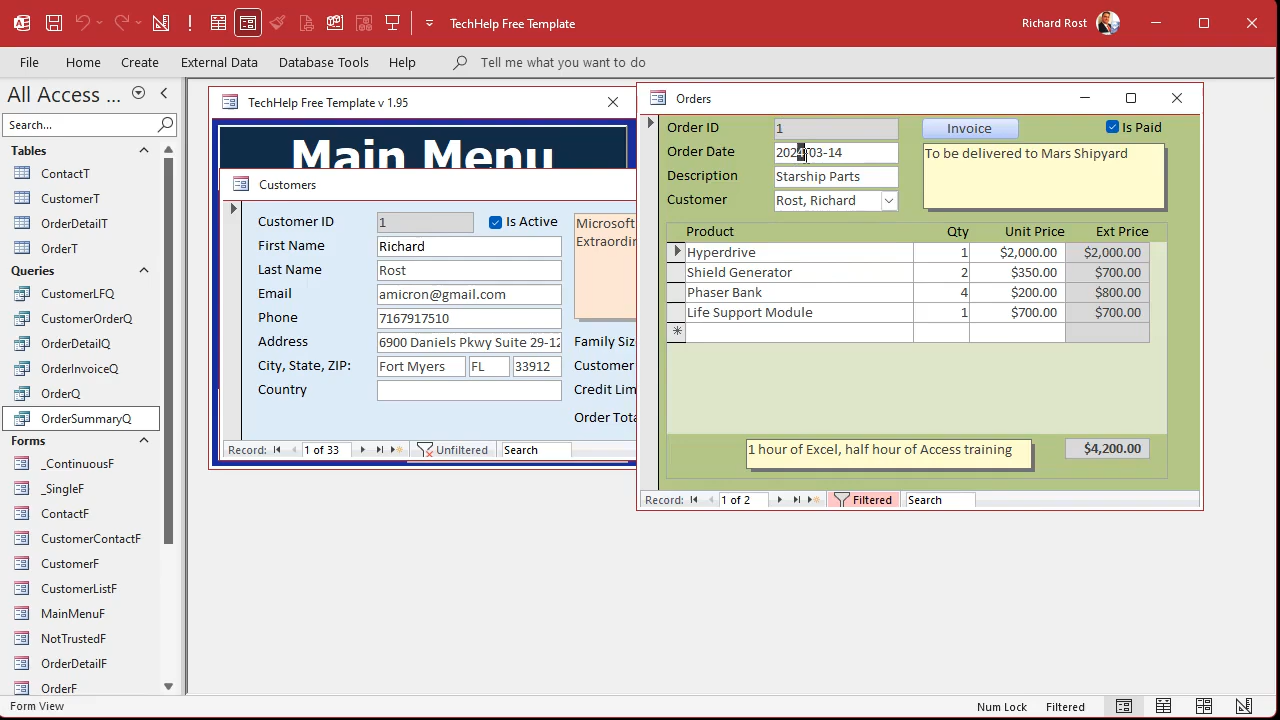 TechHelp Free Template
Richard Rost
File
Home
Create
External Data
Database Tools
Help
Tell me what you want to do
All Access ...
Search...
Tables
ContactT
CustomerT
OrderDetailT
OrderT
Queries
CustomerLFQ
CustomerOrderQ
OrderDetailQ
OrderInvoiceQ
OrderQ
OrderSummaryQ
Forms
_ContinuousF
_SingleF
ContactF
CustomerContactF
CustomerF
CustomerListF
MainMenuF
NotTrustedF
OrderDetailF
OrderF
TechHelp Free Template v 1.95
Main Menu
Customers
Customer ID 1 Is Active
First Name Richard
Last Name Rost
Email amicron@gmail.com
Phone 7167917510
Address 6900 Daniels Pkwy Suite 29-12
City, State, ZIP: Fort Myers FL 33912
Country
Microsoft
Extraordin
Family Siz
Customer
Credit Lim
Order Tota
Record: 1 of 33 Unfiltered Search
Orders
Order ID 1 Invoice Is Paid
Order Date 2024-03-14
Description Starship Parts
Customer Rost, Richard
To be delivered to Mars Shipyard
Product Qty Unit Price Ext Price
Hyperdrive 1 $2,000.00 $2,000.00
Shield Generator 2 $350.00 $700.00
Phaser Bank 4 $200.00 $800.00
Life Support Module 1 $700.00 $700.00
1 hour of Excel, half hour of Access training $4,200.00
Record: 1 of 2 Filtered Search
Form View
Num Lock
Filtered